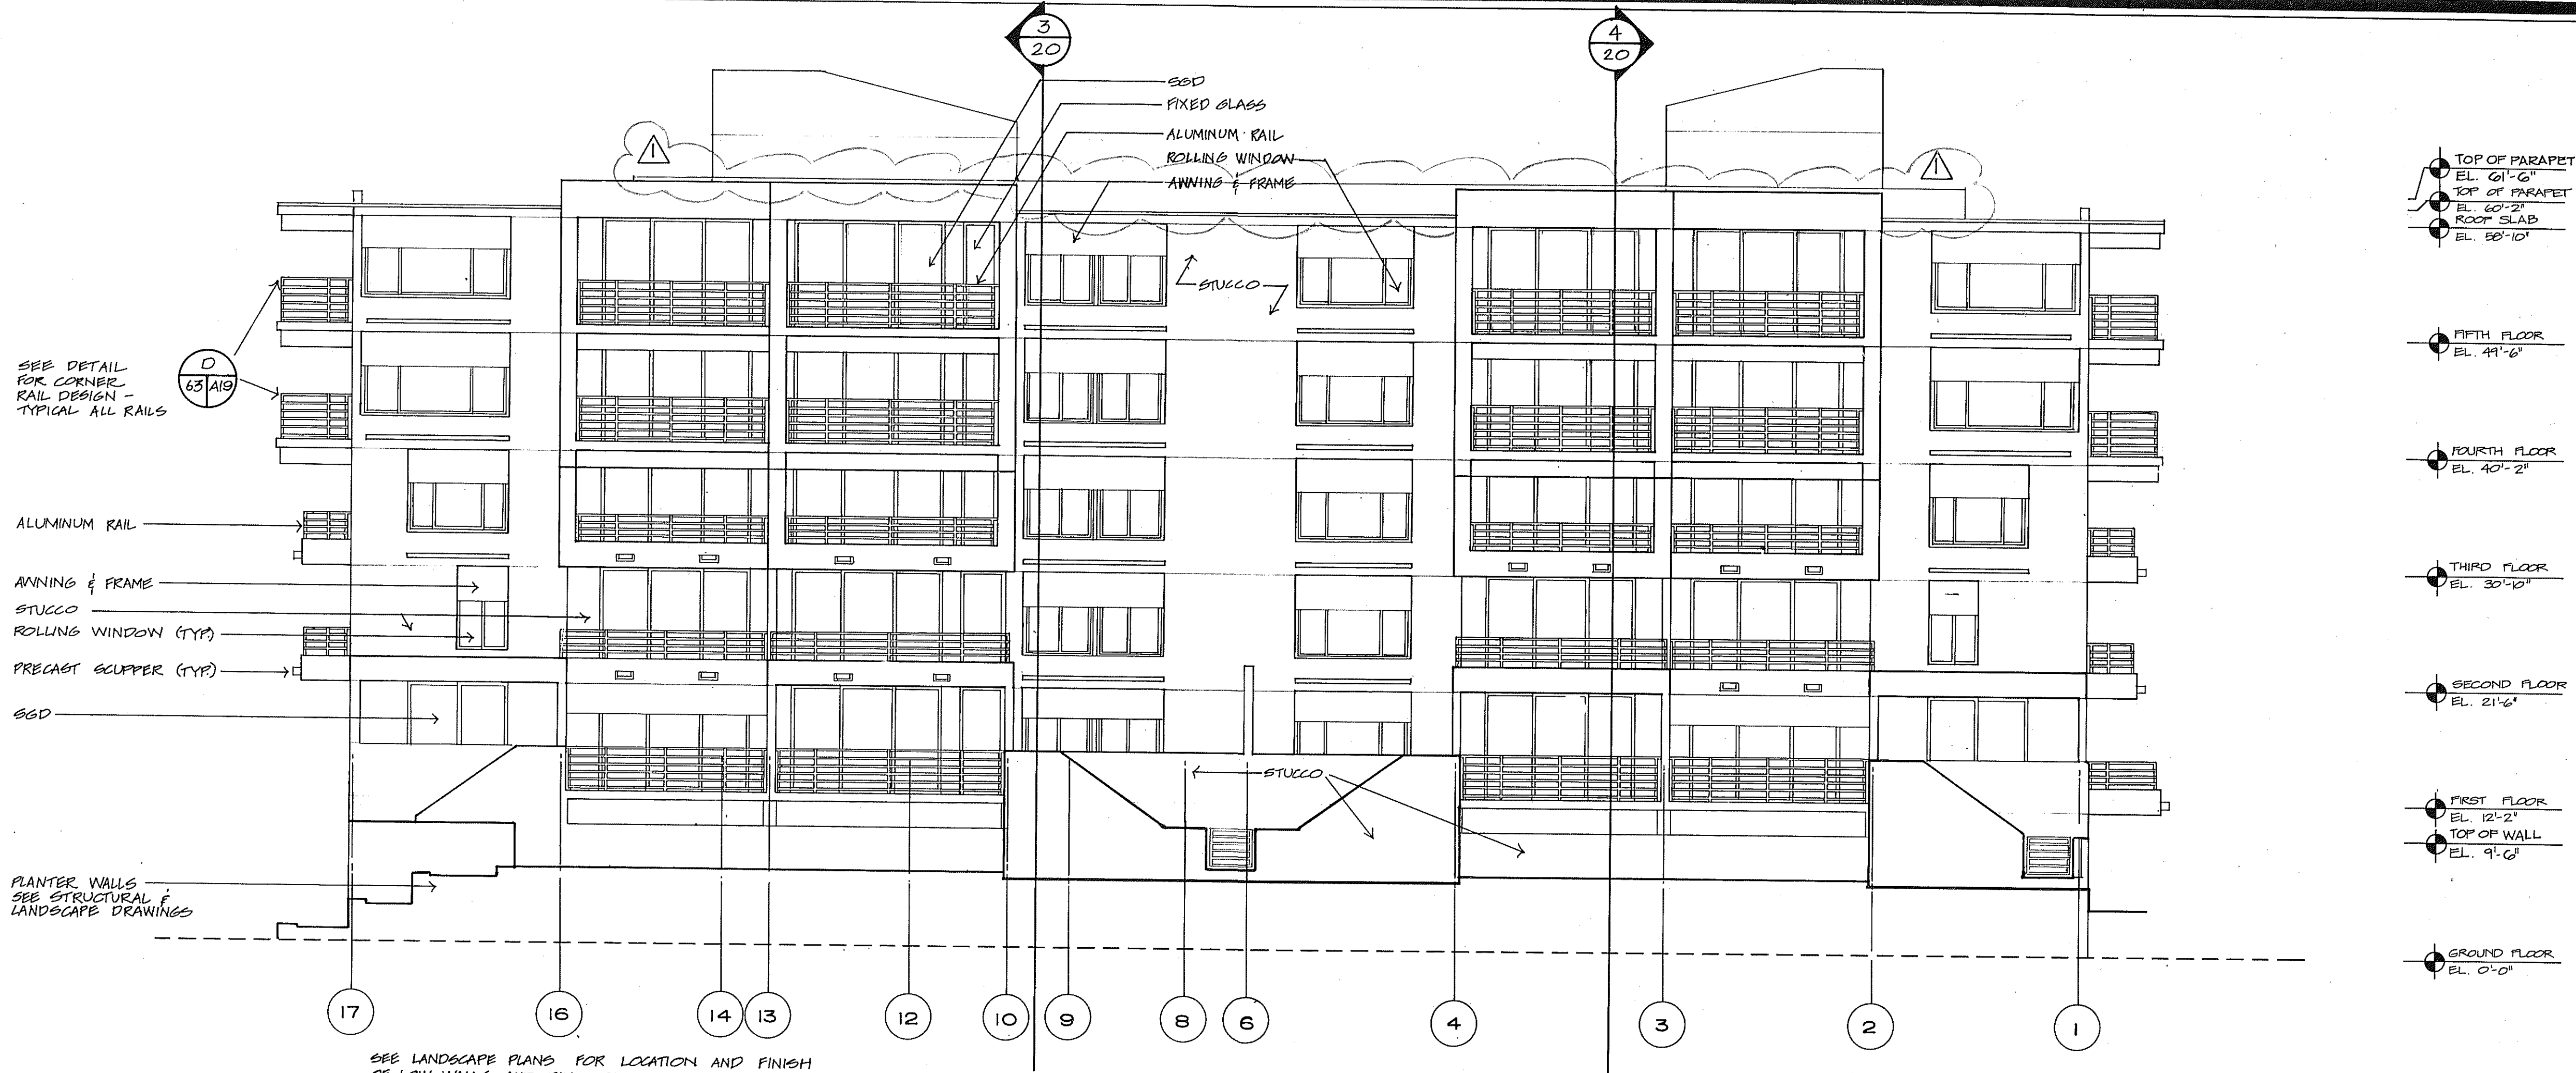 3
20
4
20
SGD
FIXED GLASS
ALUMINUM RAIL
ROLLING WINDOW
AWNING & FRAME
1
1
STUCCO
TOP OF PARAPET
EL. 61'-6"
TOP OF PARAPET
EL. 60'-2"
ROOF SLAB
EL. 58'-10"
FIFTH FLOOR
EL. 49'-6"
FOURTH FLOOR
EL. 40'-2"
THIRD FLOOR
EL. 30'-10"
SECOND FLOOR
EL. 21'-6"
FIRST FLOOR
EL. 12'-2"
TOP OF WALL
EL. 9'-6"
GROUND FLOOR
EL. 0'-0"
SEE DETAIL
FOR CORNER
RAIL DESIGN -
TYPICAL ALL RAILS
D
63 A19
ALUMINUM RAIL
AWNING & FRAME
STUCCO
ROLLING WINDOW (TYP.)
PRECAST SCUPPER (TYP.)
SGD
STUCCO
PLANTER WALLS
SEE STRUCTURAL &
LANDSCAPE DRAWINGS
17 16 14 13 12 10 9 8 6 4 3 2 1
SEE LANDSCAPE PLANS FOR LOCATION AND FINISH